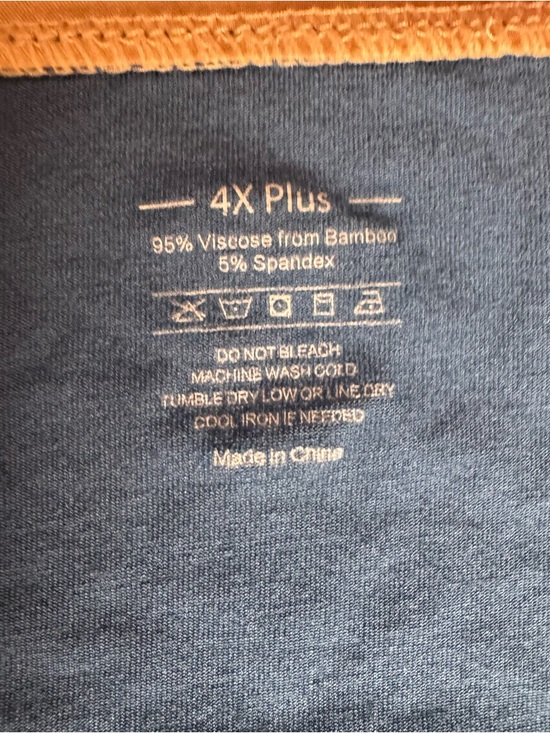 4X Plus
95% Viscose from Bamboo
5% Spandex
DO NOT BLEACH
MACHINE WASH COLD
TUMBLE DRY LOW OR LINE DRY
COOL IRON IF NEEDED
Made in China